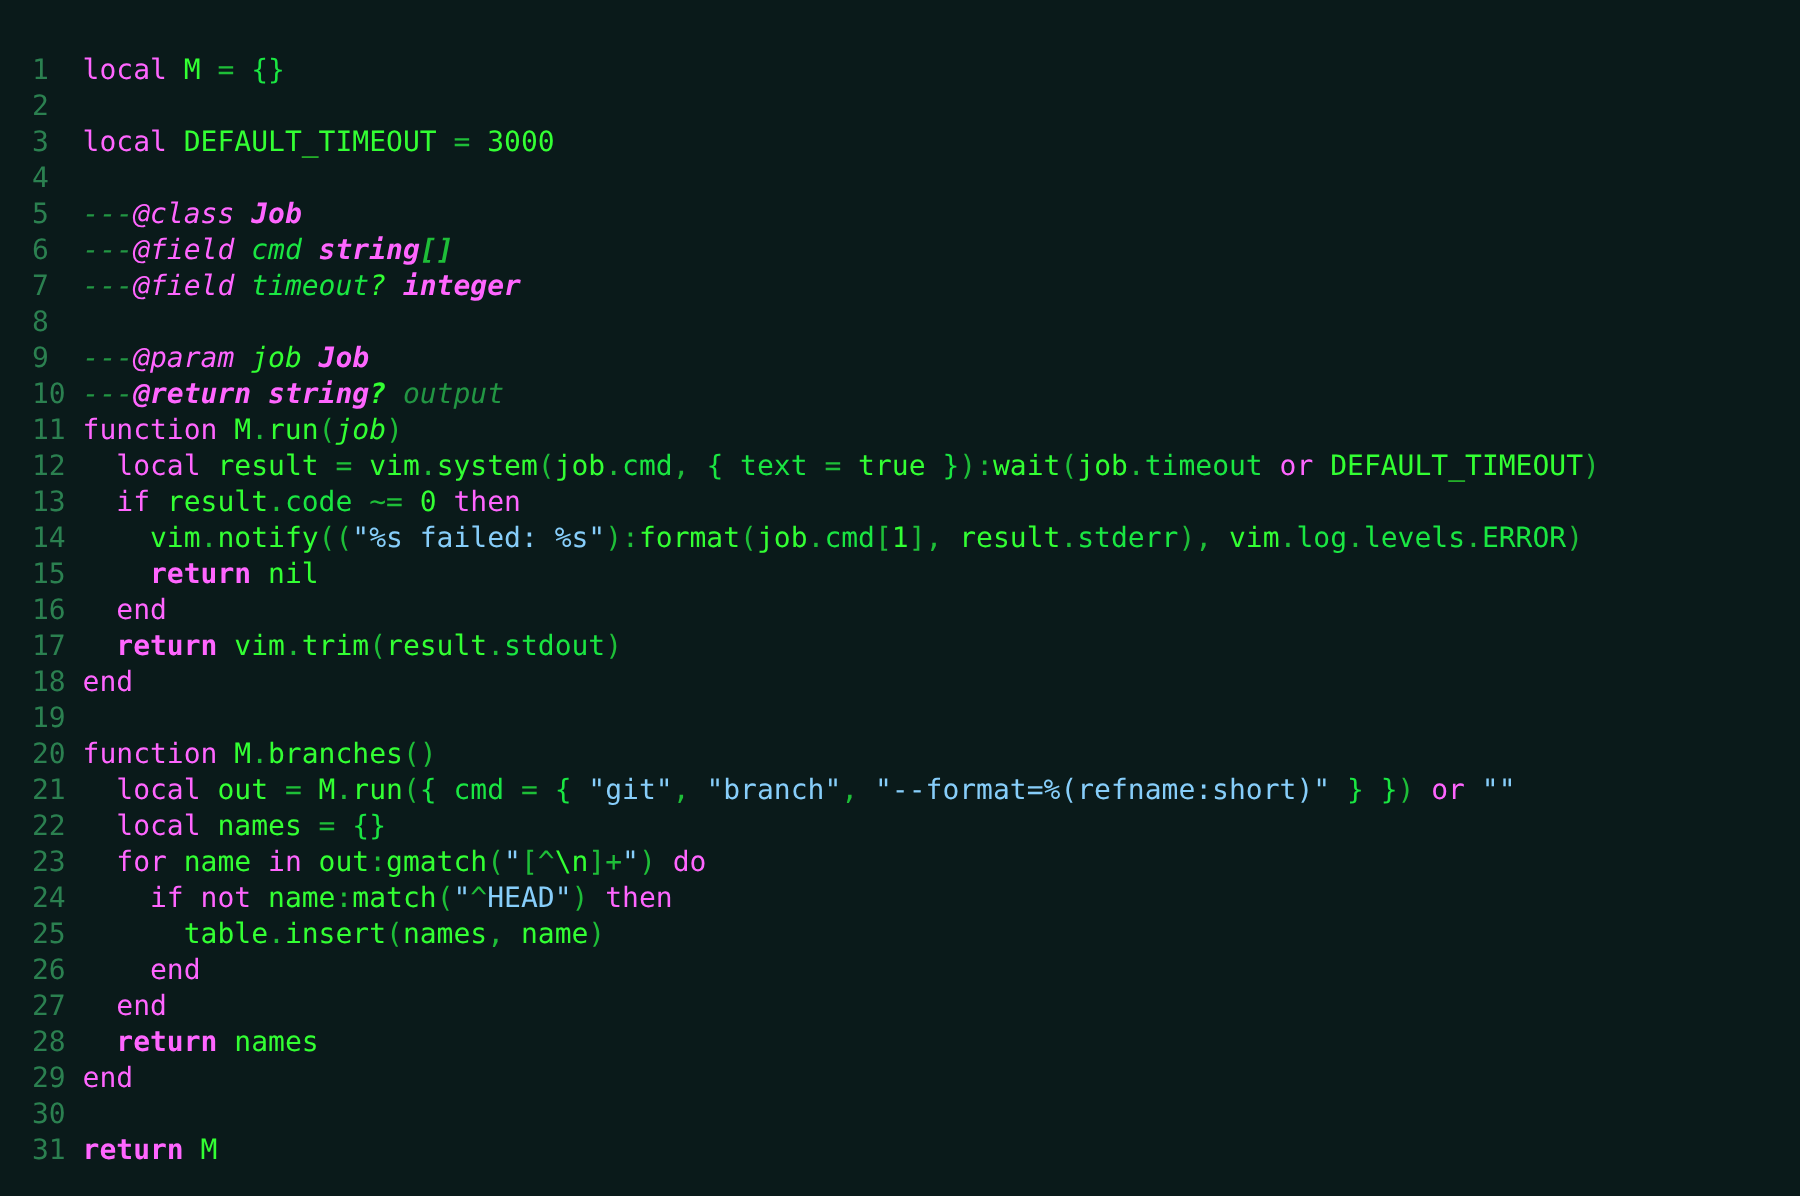 1 local M = {}
2
3 local DEFAULT_TIMEOUT = 3000
4
5 ---@class Job
6 ---@field cmd string[]
7 ---@field timeout? integer
8
9 ---@param job Job
10 ---@return string? output
11 function M.run(job)
12   local result = vim.system(job.cmd, { text = true }):wait(job.timeout or DEFAULT_TIMEOUT)
13   if result.code ~= 0 then
14     vim.notify(("%s failed: %s"):format(job.cmd[1], result.stderr), vim.log.levels.ERROR)
15     return nil
16   end
17   return vim.trim(result.stdout)
18 end
19
20 function M.branches()
21   local out = M.run({ cmd = { "git", "branch", "--format=%(refname:short)" } }) or ""
22   local names = {}
23   for name in out:gmatch("[^\n]+") do
24     if not name:match("^HEAD") then
25       table.insert(names, name)
26     end
27   end
28   return names
29 end
30
31 return M